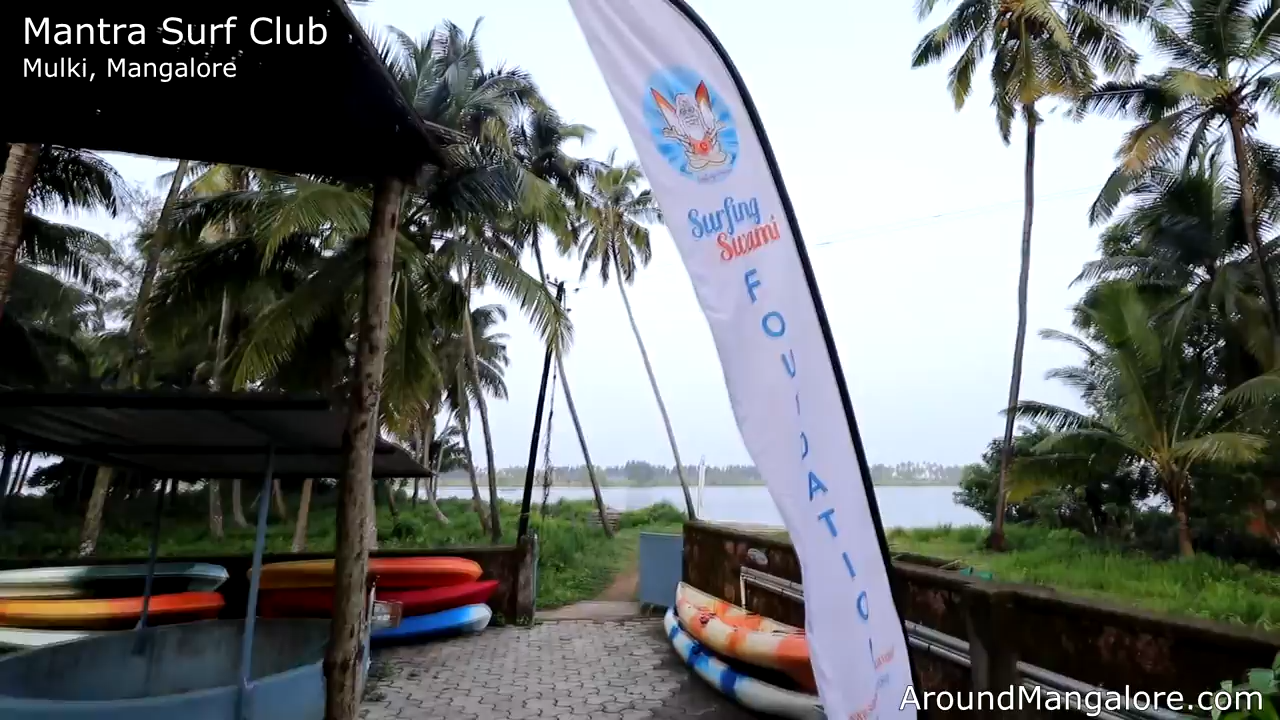 Mantra Surf Club
Mulki, Mangalore
Surfing
Swami
FOUNDATION
AroundMangalore.com